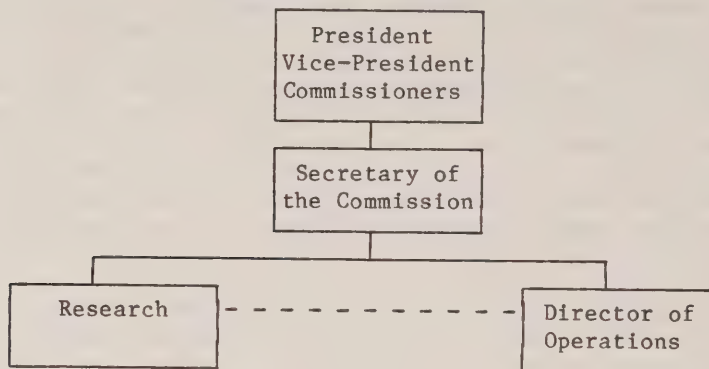 President
Vice-President
Commissioners
Secretary of
the Commission
Research
Director of
Operations